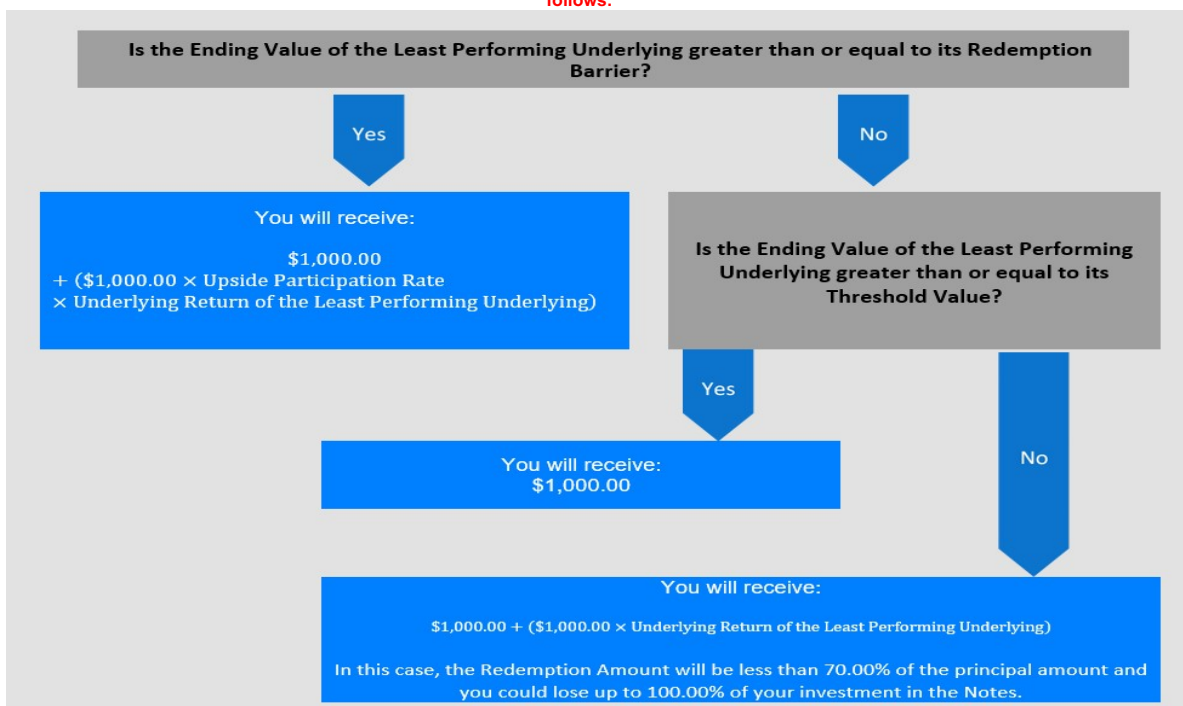 follows:
Is the Ending Value of the Least Performing Underlying greater than or equal to its Redemption
Barrier?
Yes
No
You will receive:
$1,000.00
+ ($1,000.00 × Upside Participation Rate
× Underlying Return of the Least Performing Underlying)
Is the Ending Value of the Least Performing
Underlying greater than or equal to its
Threshold Value?
Yes
No
You will receive:
$1,000.00
You will receive:
$1,000.00 + ($1,000.00 × Underlying Return of the Least Performing Underlying)
In this case, the Redemption Amount will be less than 70.00% of the principal amount and
you could lose up to 100.00% of your investment in the Notes.